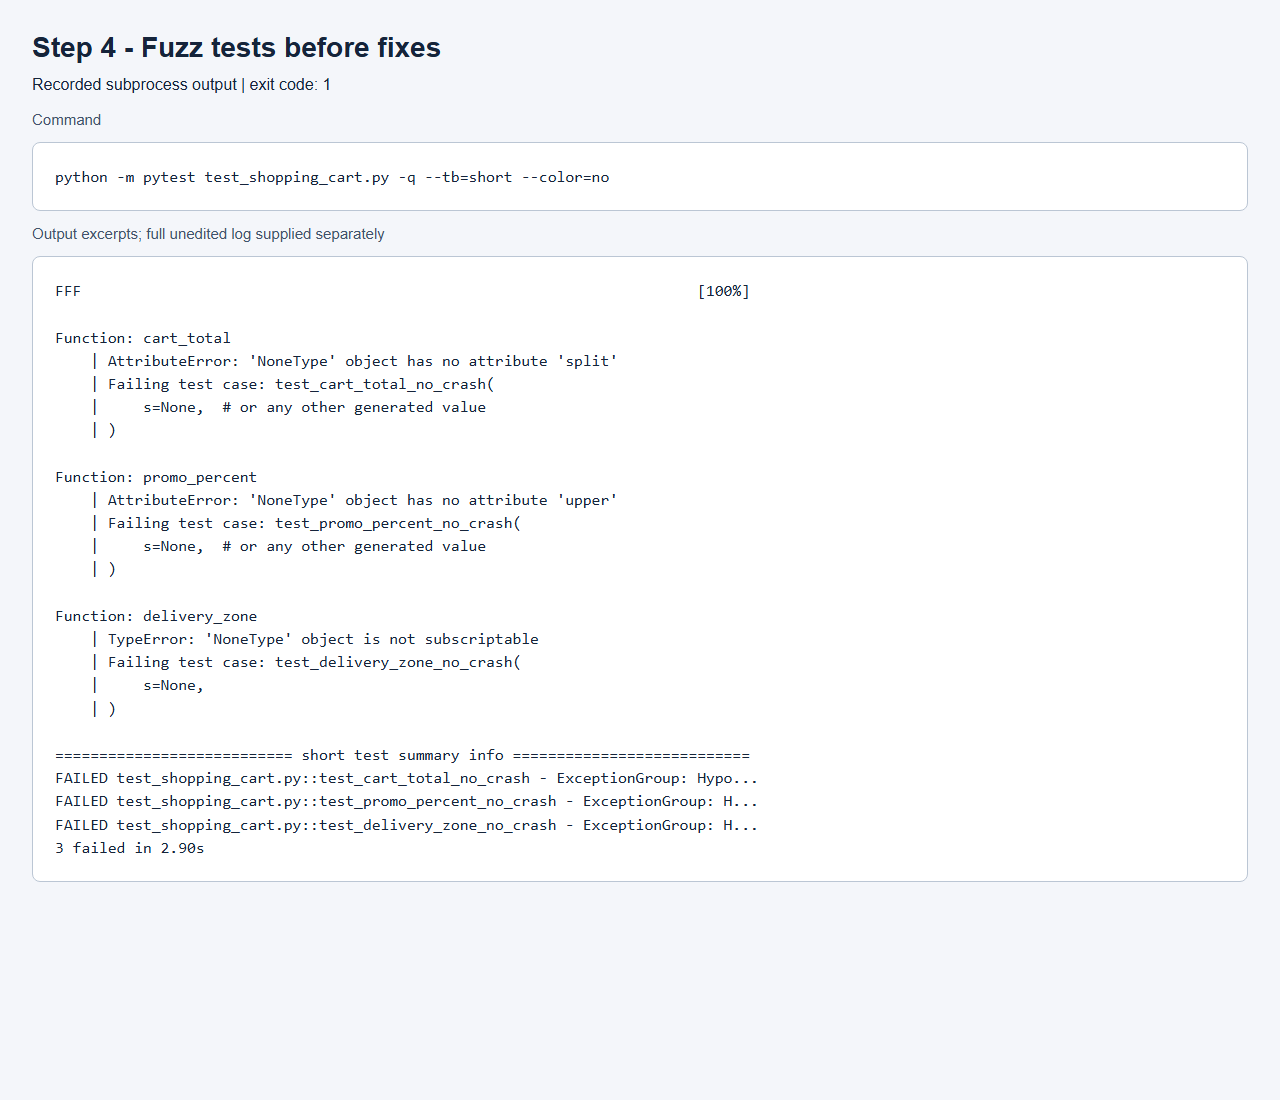 Step 4 - Fuzz tests before fixes
Recorded subprocess output | exit code: 1
Command
python -m pytest test_shopping_cart.py -q --tb=short --color=no
Output excerpts; full unedited log supplied separately
FFF                                                                      [100%]
Function: cart_total
    | AttributeError: 'NoneType' object has no attribute 'split'
    | Failing test case: test_cart_total_no_crash(
    |     s=None,  # or any other generated value
    | )
Function: promo_percent
    | AttributeError: 'NoneType' object has no attribute 'upper'
    | Failing test case: test_promo_percent_no_crash(
    |     s=None,  # or any other generated value
    | )
Function: delivery_zone
    | TypeError: 'NoneType' object is not subscriptable
    | Failing test case: test_delivery_zone_no_crash(
    |     s=None,
    | )
=========================== short test summary info ===========================
FAILED test_shopping_cart.py::test_cart_total_no_crash - ExceptionGroup: Hypo...
FAILED test_shopping_cart.py::test_promo_percent_no_crash - ExceptionGroup: H...
FAILED test_shopping_cart.py::test_delivery_zone_no_crash - ExceptionGroup: H...
3 failed in 2.90s